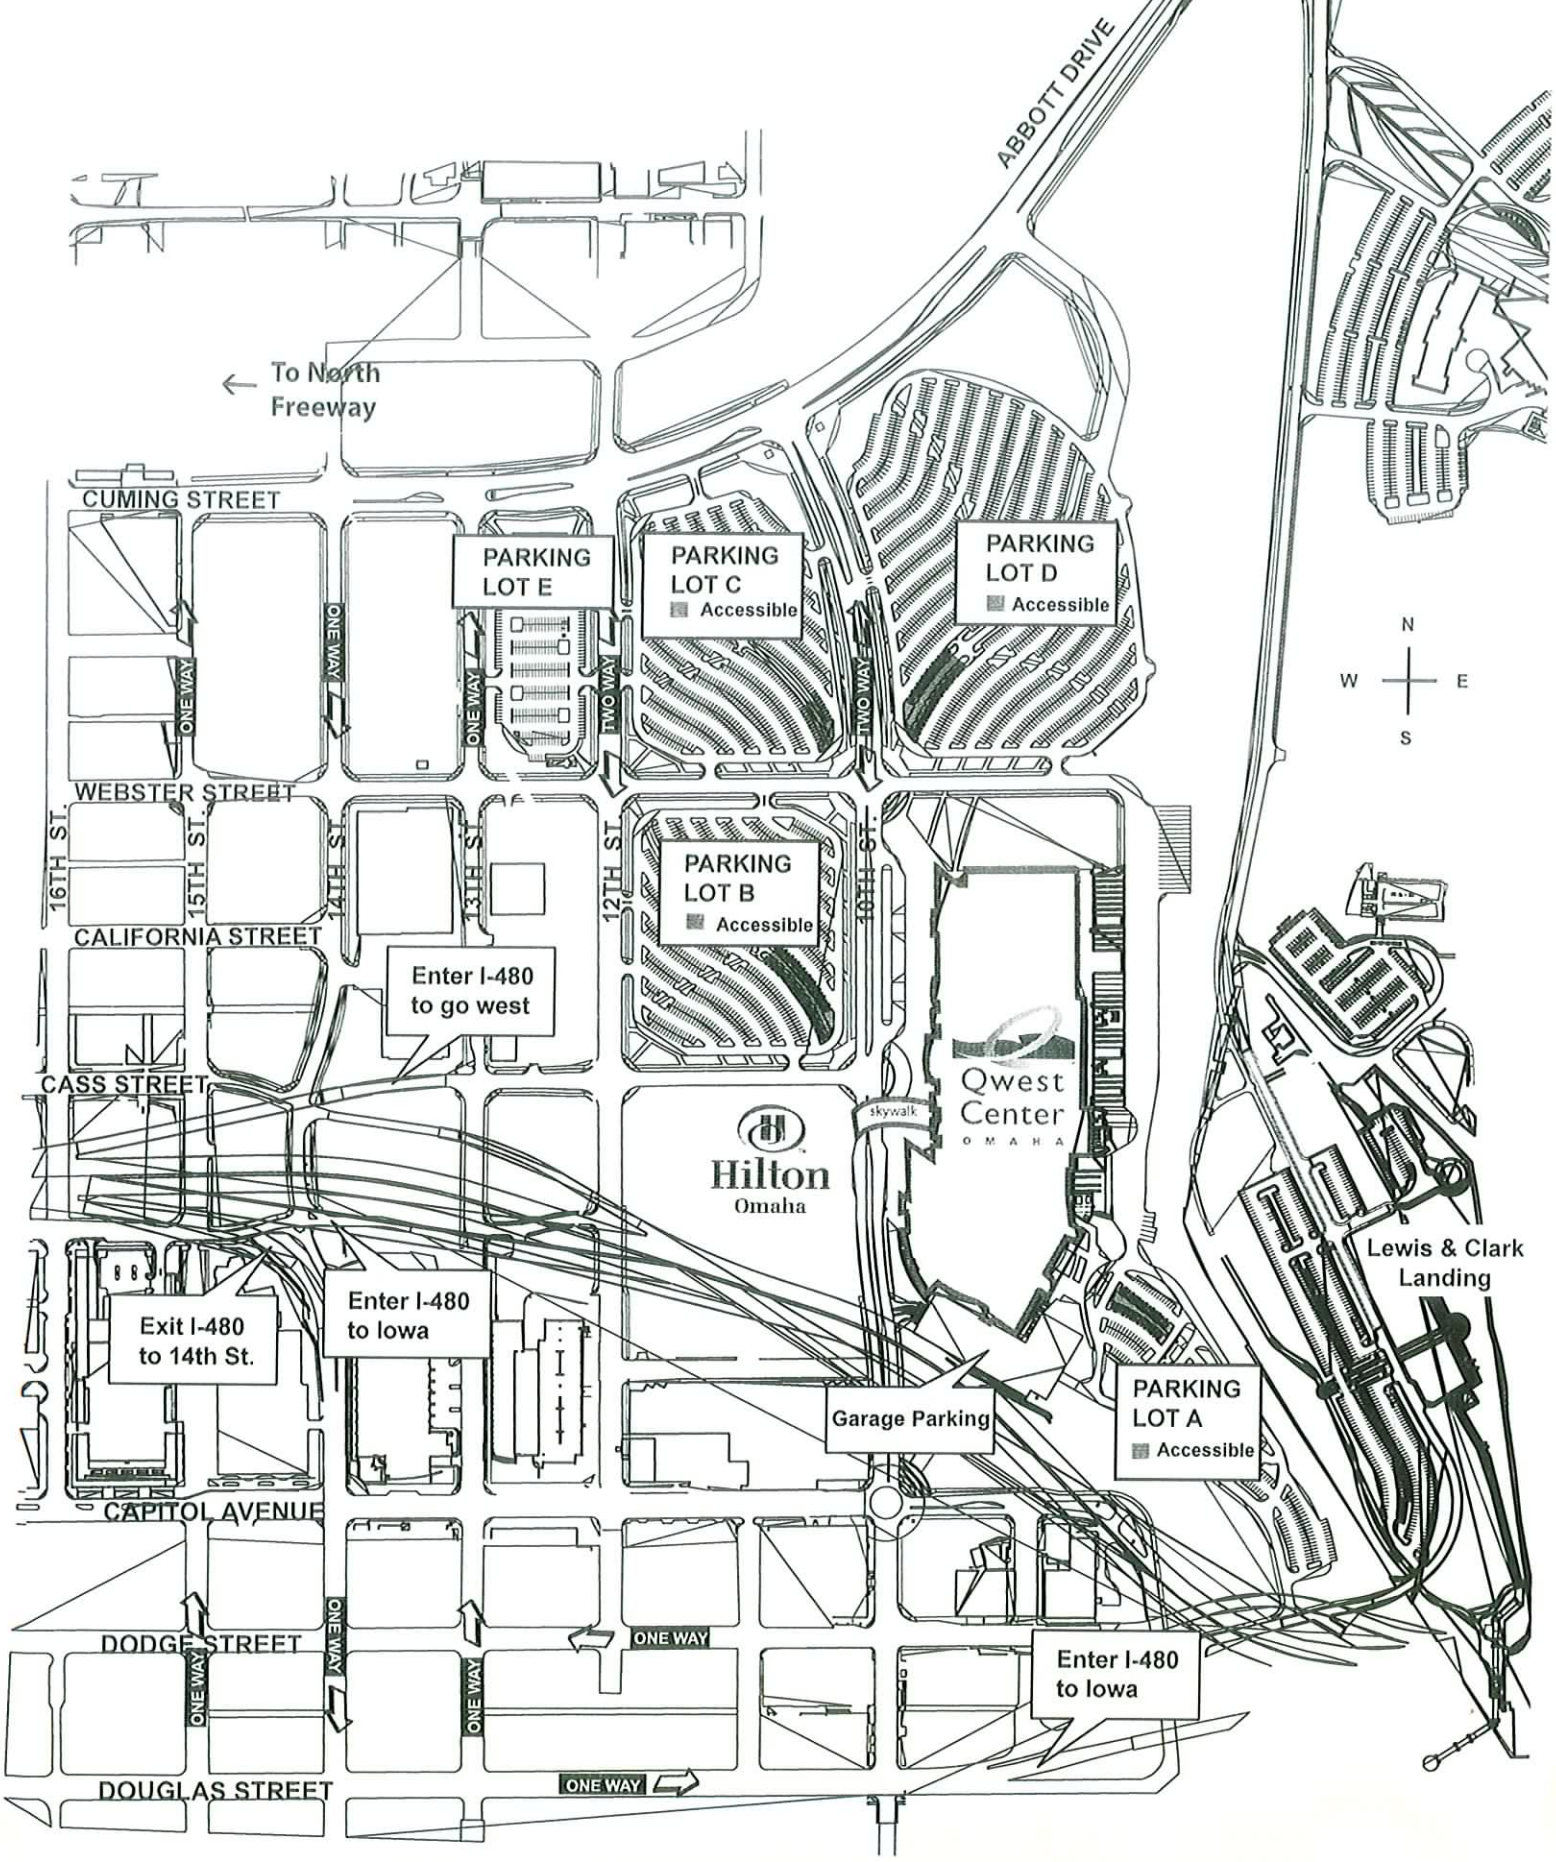 ABBOTT DRIVE
To North
Freeway
CUMING STREET
PARKING
LOT E
PARKING
LOT C
Accessible
PARKING
LOT D
Accessible
N
W E
S
ONE WAY
ONE WAY
ONE WAY
TWO WAY
TWO WAY
WEBSTER STREET
16TH ST.
15TH ST.
14TH ST.
13TH ST.
12TH ST.
10TH ST.
PARKING
LOT B
Accessible
CALIFORNIA STREET
Enter I-480
to go west
CASS STREET
Qwest
Center
OMAHA
skywalk
Hilton
Omaha
Lewis & Clark
Landing
Exit I-480
to 14th St.
Enter I-480
to Iowa
Garage Parking
PARKING
LOT A
Accessible
CAPITOL AVENUE
DODGE STREET
ONE WAY
ONE WAY
ONE WAY
ONE WAY
Enter I-480
to Iowa
DOUGLAS STREET
ONE WAY